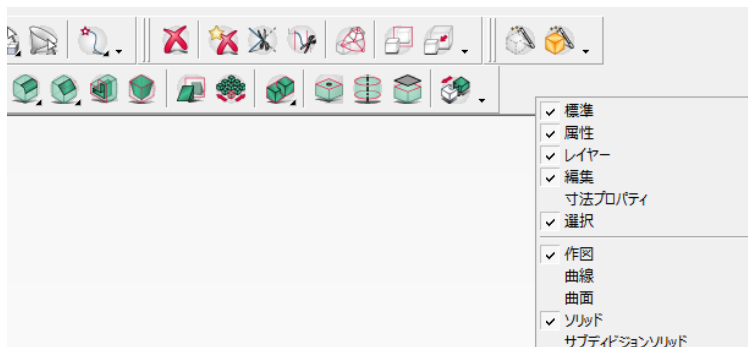 標準
属性
レイヤー
編集
寸法プロパティ
選択
作図
曲線
曲面
ソリッド
サブディビジョンソリッド